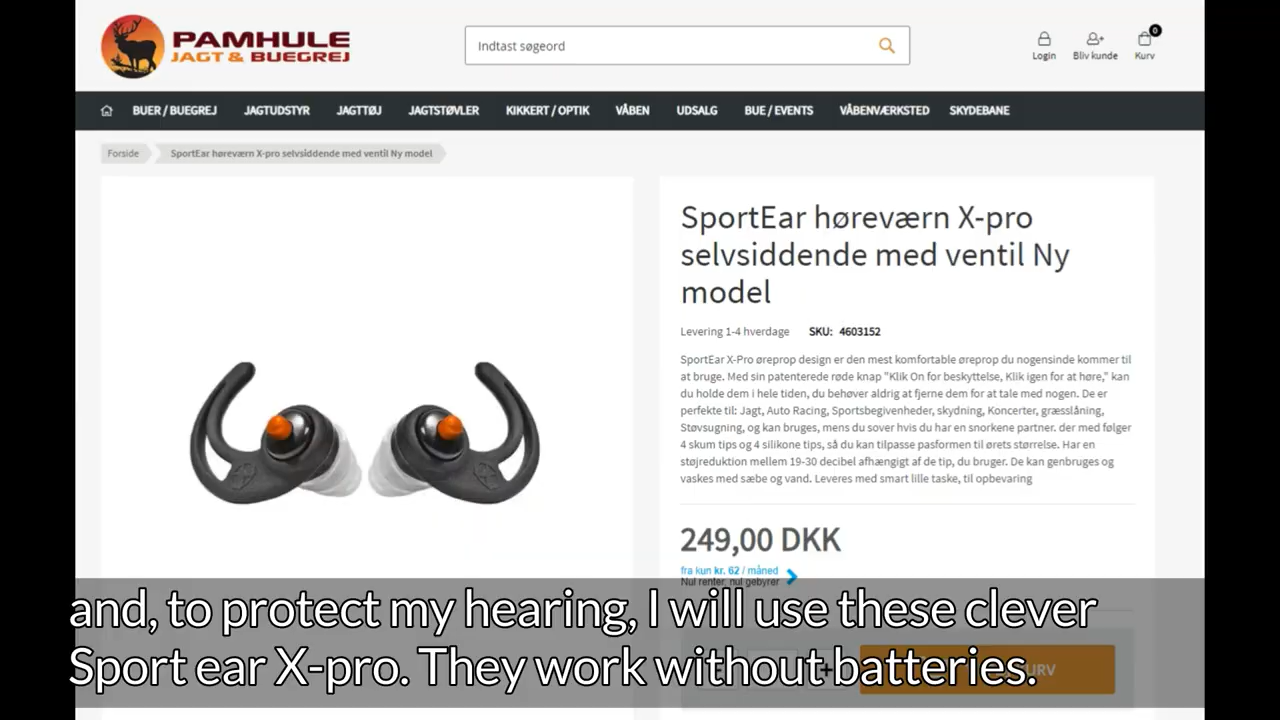 PAMHULE
JAGT & BUEGREJ
Indtast søgeord
0
Login
Bliv kunde
Kurv
BUER / BUEGREJ
JAGTUDSTYR
JAGTTØJ
JAGTSTØVLER
KIKKERT / OPTIK
VÅBEN
UDSALG
BUE / EVENTS
VÅBENVÆRKSTED
SKYDEBANE
Forside
SportEar høreværn X-pro selvsiddende med ventil Ny model
SportEar høreværn X-pro
selvsiddende med ventil Ny
model
Levering 1-4 hverdage SKU: 4603152
SportEar X-Pro øreprop design er den mest komfortable øreprop du nogensinde kommer til
at bruge. Med sin patenterede røde knap "Klik On for beskyttelse, Klik igen for at høre," kan
du holde dem i hele tiden, du behøver aldrig at fjerne dem for at tale med nogen. De er
perfekte til: Jagt, Auto Racing, Sportsbegivenheder, skydning, Koncerter, græsslåning,
Støvsugning, og kan bruges, mens du sover hvis du har en snorkene partner. der med følger
4 skum tips og 4 silikone tips, så du kan tilpasse pasformen til ørets størrelse. Har en
støjreduktion mellem 19-30 decibel afhængigt af de tip, du bruger. De kan genbruges og
vaskes med sæbe og vand. Leveres med smart lille taske, til opbevaring
249,00 DKK
fra kun kr. 62 / måned
Nul renter, nul gebyrer
and, to protect my hearing, I will use these clever
Sport ear X-pro. They work without batteries.